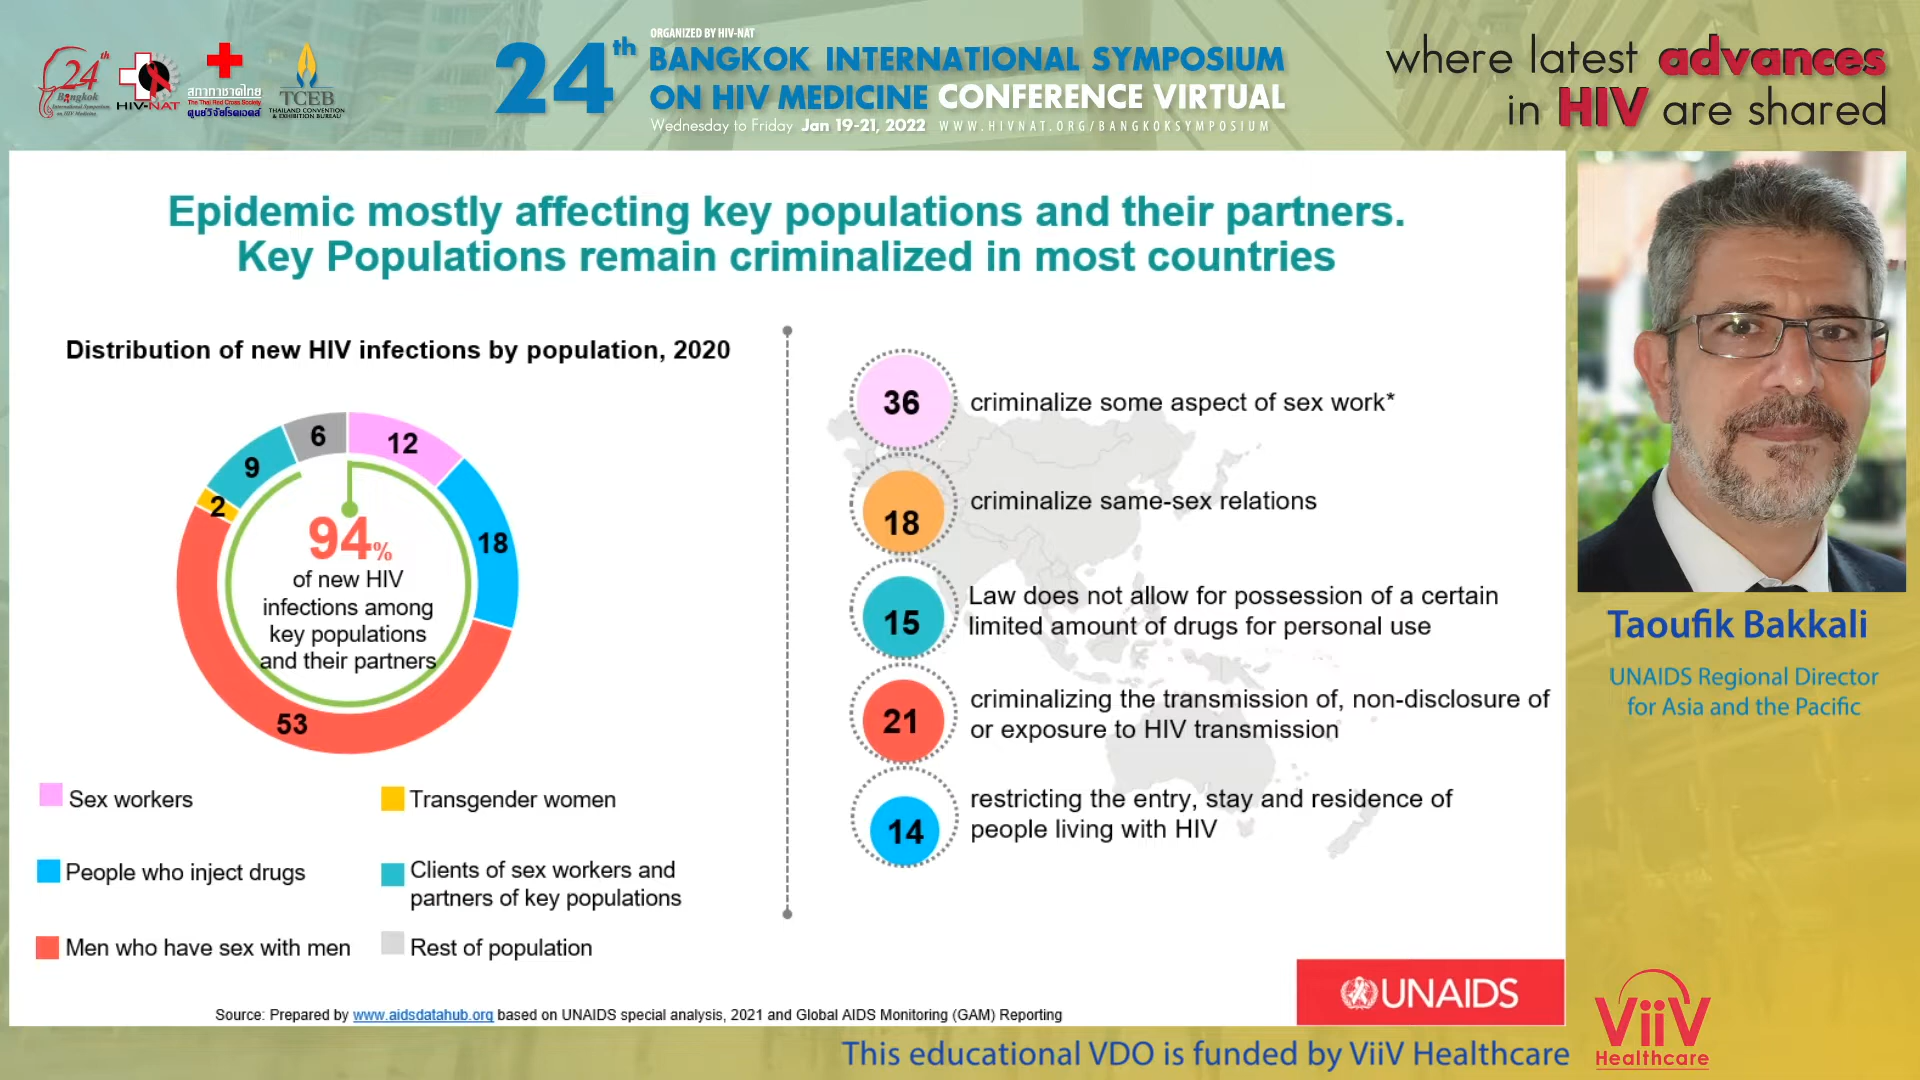 24th
Bangkok
International Symposium
on HIV Medicine
HIV-NAT
สภากาชาดไทย
The Thai Red Cross Society
ศูนย์วิจัยโรคเอดส์
TCEB
THAILAND CONVENTION
& EXHIBITION BUREAU
ORGANIZED BY HIV-NAT
24th BANGKOK INTERNATIONAL SYMPOSIUM
ON HIV MEDICINE CONFERENCE VIRTUAL
Wednesday to Friday Jan 19-21, 2022 WWW.HIVNAT.ORG/BANGKOKSYMPOSIUM
where latest advances
in HIV are shared
Epidemic mostly affecting key populations and their partners.
Key Populations remain criminalized in most countries
Distribution of new HIV infections by population, 2020
6
12
9
2
18
53
94%
of new HIV
infections among
key populations
and their partners
Sex workers
Transgender women
People who inject drugs
Clients of sex workers and
partners of key populations
Men who have sex with men
Rest of population
36 criminalize some aspect of sex work*
18 criminalize same-sex relations
15 Law does not allow for possession of a certain
limited amount of drugs for personal use
21 criminalizing the transmission of, non-disclosure of
or exposure to HIV transmission
14 restricting the entry, stay and residence of
people living with HIV
Source: Prepared by www.aidsdatahub.org based on UNAIDS special analysis, 2021 and Global AIDS Monitoring (GAM) Reporting
UNAIDS
Taoufik Bakkali
UNAIDS Regional Director
for Asia and the Pacific
ViiV
Healthcare
This educational VDO is funded by ViiV Healthcare